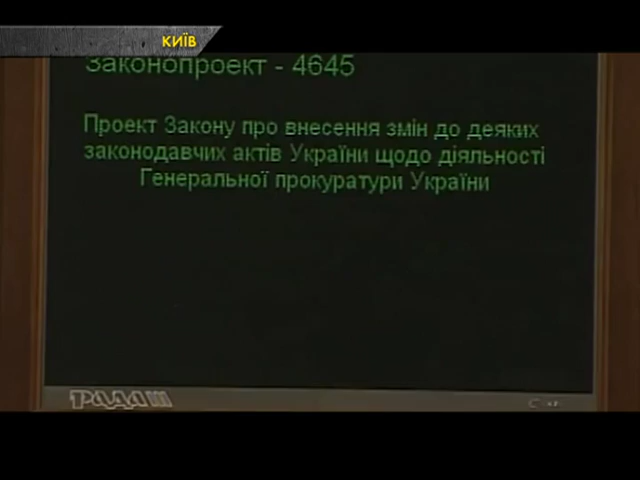 КИЇВ
Законопроект - 4645
Проект Закону про внесення змін до деяких
законодавчих актів України щодо діяльності
Генеральної прокуратури України
РАДА